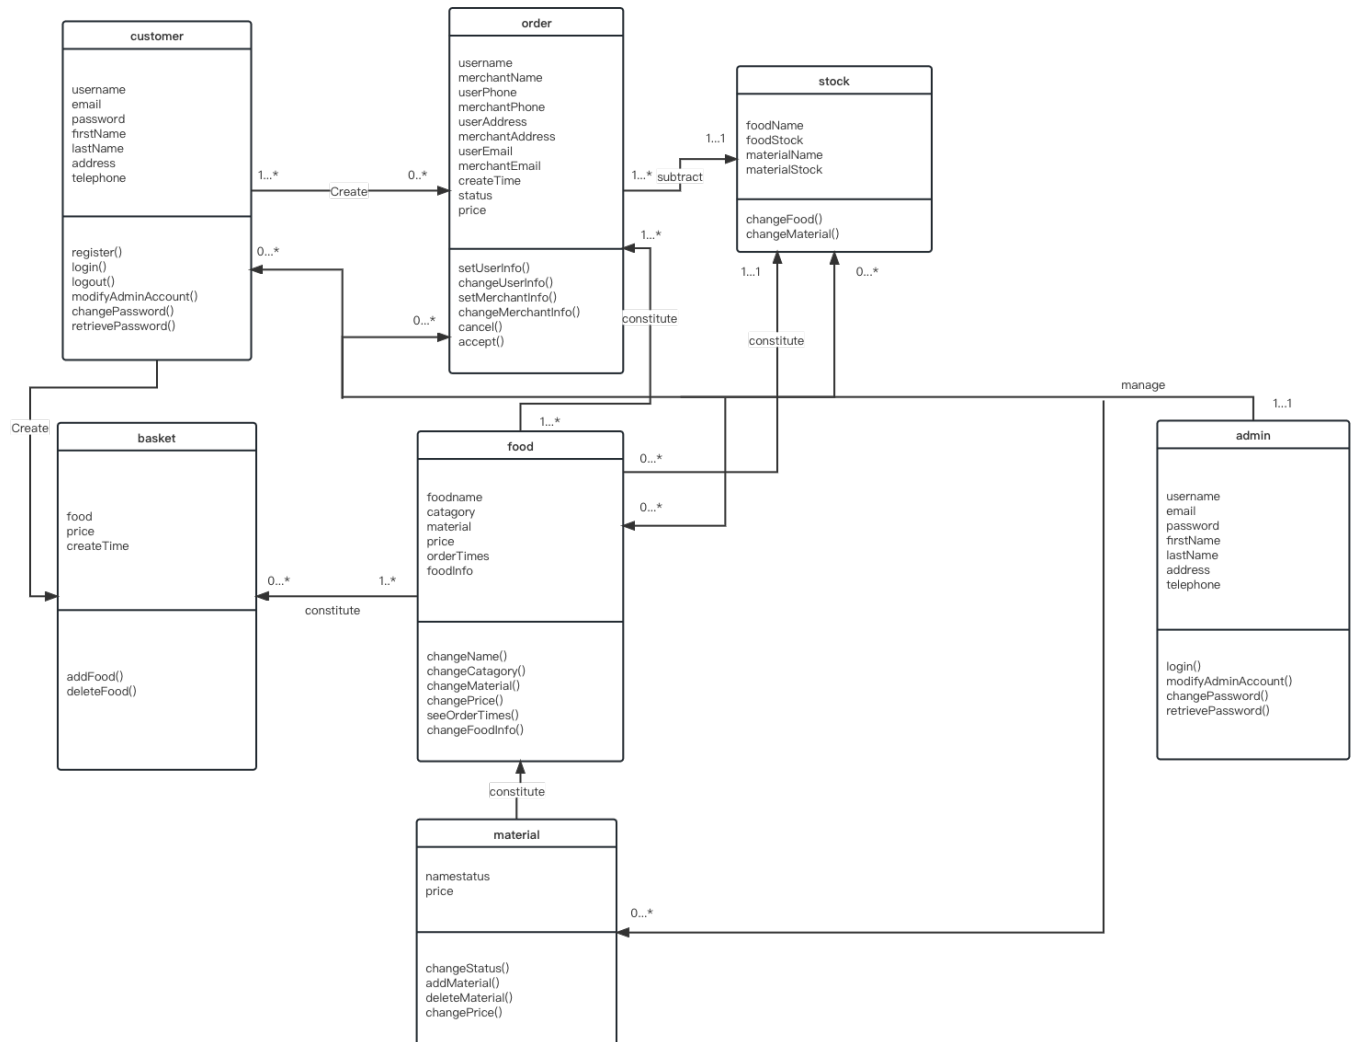 customer
username
email
password
firstName
lastName
address
telephone
register()
login()
logout()
modifyAdminAccount()
changePassword()
retrievePassword()
order
username
merchantName
userPhone
merchantPhone
userAddress
merchantAddress
userEmail
merchantEmail
createTime
status
price
setUserInfo()
changeUserInfo()
setMerchantInfo()
changeMerchantInfo()
cancel()
accept()
stock
foodName
foodStock
materialName
materialStock
changeFood()
changeMaterial()
1...*
Create
0..*
1...*
subtract
1...1
0...*
0...*
1...*
constitute
1...*
1...1
constitute
0...*
0...*
0...*
manage
1...1
Create
basket
food
price
createTime
addFood()
deleteFood()
0...*
1..*
constitute
food
foodname
catagory
material
price
orderTimes
foodInfo
changeName()
changeCatagory()
changeMaterial()
changePrice()
seeOrderTimes()
changeFoodInfo()
admin
username
email
password
firstName
lastName
address
telephone
login()
modifyAdminAccount()
changePassword()
retrievePassword()
constitute
material
namestatus
price
changeStatus()
addMaterial()
deleteMaterial()
changePrice()
0...*